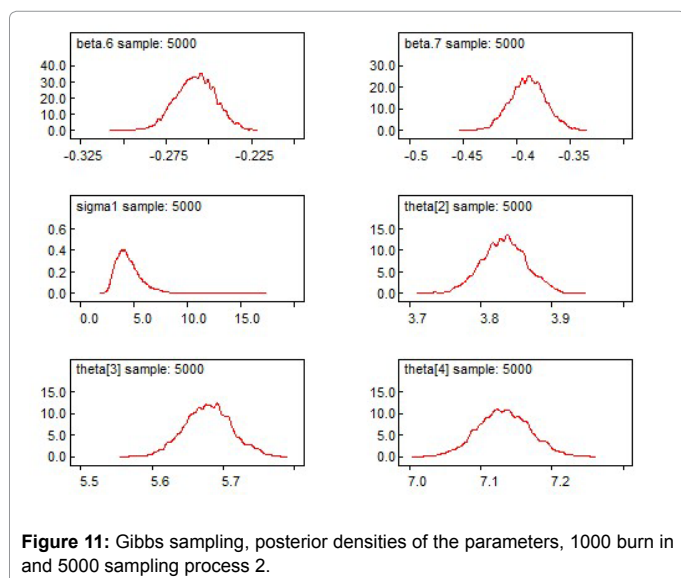 beta.6 sample: 5000
40.0
30.0
20.0
10.0
0.0
-0.325 -0.275 -0.225
beta.7 sample: 5000
30.0
20.0
10.0
0.0
-0.5 -0.45 -0.4 -0.35
sigma1 sample: 5000
0.6
0.4
0.2
0.0
0.0 5.0 10.0 15.0
theta[2] sample: 5000
15.0
10.0
5.0
0.0
3.7 3.8 3.9
theta[3] sample: 5000
15.0
10.0
5.0
0.0
5.5 5.6 5.7
theta[4] sample: 5000
15.0
10.0
5.0
0.0
7.0 7.1 7.2
Figure 11: Gibbs sampling, posterior densities of the parameters, 1000 burn in
and 5000 sampling process 2.